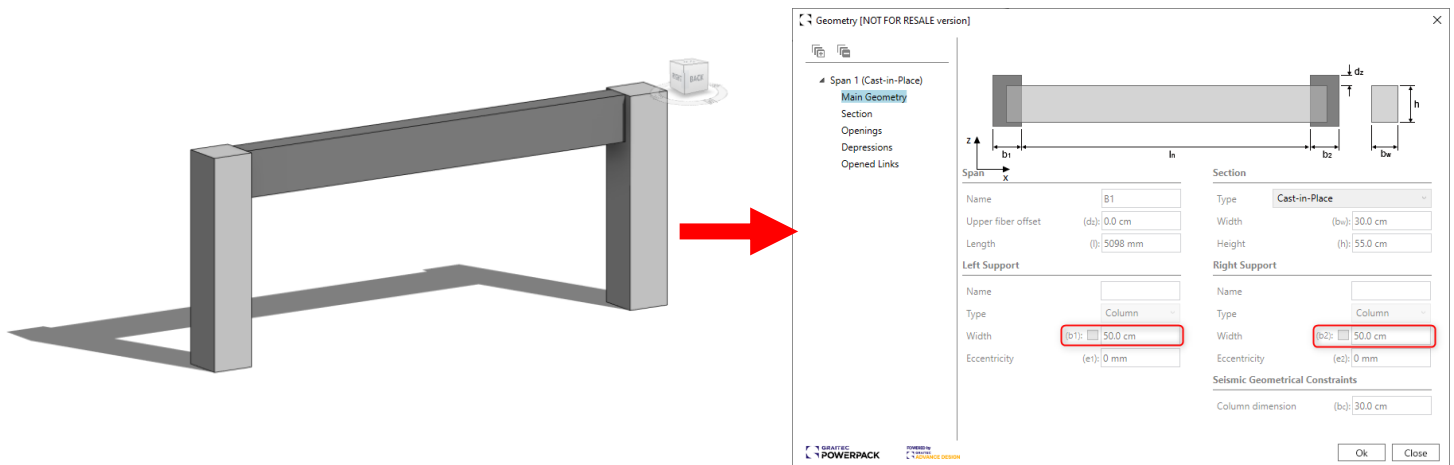 BACK
Geometry [NOT FOR RESALE version]
Span 1 (Cast-in-Place)
Main Geometry
Section
Openings
Depressions
Opened Links
dz
h
z
b1
ln
b2
bw
x
Span
Name B1
Upper fiber offset (dz): 0.0 cm
Length (l): 5098 mm
Section
Type Cast-in-Place
Width (bw): 30.0 cm
Height (h): 55.0 cm
Left Support
Name
Type Column
Width (b1): 50.0 cm
Eccentricity (e1): 0 mm
Right Support
Name
Type Column
Width (b2): 50.0 cm
Eccentricity (e2): 0 mm
Seismic Geometrical Constraints
Column dimension (bc): 30.0 cm
GRAITEC
POWERPACK
POWERED by
GRAITEC
ADVANCE DESIGN
Ok Close